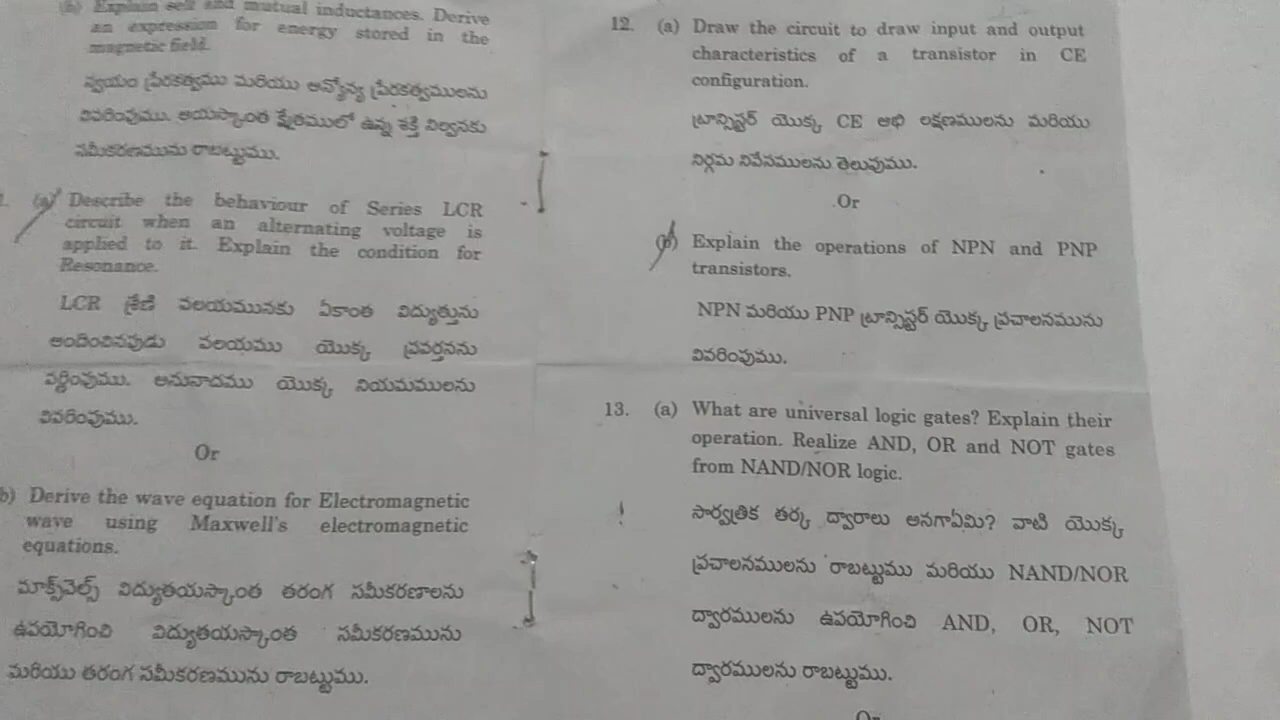 (b) Explain self and mutual inductances. Derive
an expression for energy stored in the
magnetic field.
స్వయం ప్రేరకత్వము మరియు అన్యోన్య ప్రేరకత్వములను
వివరింపుము. అయస్కాంత క్షేత్రములో ఉన్న శక్తి నిల్వనకు
సమీకరణమును రాబట్టుము.
(a) Describe the behaviour of Series LCR
circuit when an alternating voltage is
applied to it. Explain the condition for
Resonance.
LCR శ్రేణి వలయమునకు ఏకాంత విద్యుత్తును
అందించినపుడు వలయము యొక్క ప్రవర్తనను
వర్ణింపుము. అనునాదము యొక్క నియమములను
వివరింపుము.
Or
b) Derive the wave equation for Electromagnetic
wave using Maxwell's electromagnetic
equations.
మాక్స్‌వెల్స్ విద్యుతయస్కాంత తరంగ సమీకరణాలను
ఉపయోగించి విద్యుతయస్కాంత సమీకరణమును
మరియు తరంగ సమీకరణమును రాబట్టుము.
12. (a) Draw the circuit to draw input and output
characteristics of a transistor in CE
configuration.
ట్రాన్సిస్టర్ యొక్క CE అభి లక్షణములను మరియు
నిర్గమ నివేనములను తెలుపుము.
Or
(b) Explain the operations of NPN and PNP
transistors.
NPN మరియు PNP ట్రాన్సిస్టర్ యొక్క ప్రచాలనమును
వివరింపుము.
13. (a) What are universal logic gates? Explain their
operation. Realize AND, OR and NOT gates
from NAND/NOR logic.
సార్వత్రిక తర్క ద్వారాలు అనగాఏమి? వాటి యొక్క
ప్రచాలనములను రాబట్టుము మరియు NAND/NOR
ద్వారములను ఉపయోగించి AND, OR, NOT
ద్వారములను రాబట్టుము.
Or